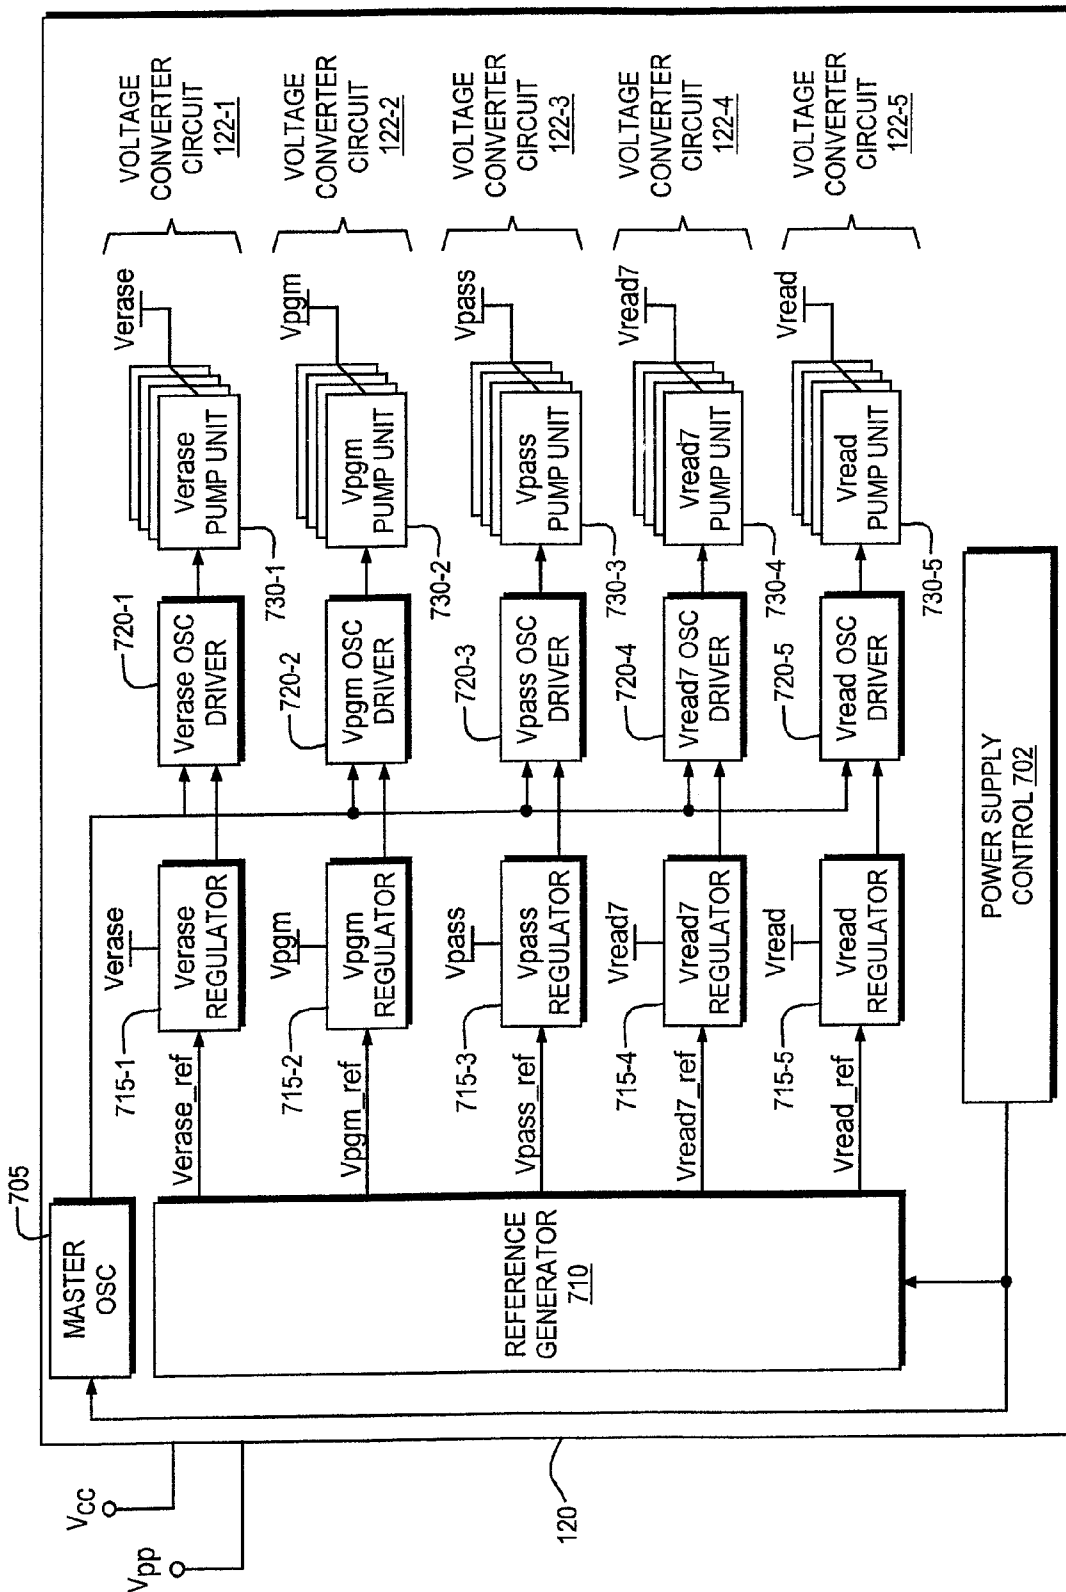 Vpp
Vcc
120
MASTER
OSC
705
REFERENCE
GENERATOR
710
POWER SUPPLY
CONTROL 702
Verase_ref
715-1
Verase
Verase
REGULATOR
720-1
Verase OSC
DRIVER
730-1
Verase
PUMP UNIT
Verase
VOLTAGE
CONVERTER
CIRCUIT
122-1
Vpgm_ref
715-2
Vpgm
Vpgm
REGULATOR
720-2
Vpgm OSC
DRIVER
730-2
Vpgm
PUMP UNIT
Vpgm
VOLTAGE
CONVERTER
CIRCUIT
122-2
Vpass_ref
715-3
Vpass
Vpass
REGULATOR
720-3
Vpass OSC
DRIVER
730-3
Vpass
PUMP UNIT
Vpass
VOLTAGE
CONVERTER
CIRCUIT
122-3
Vread7_ref
715-4
Vread7
Vread7
REGULATOR
720-4
Vread7 OSC
DRIVER
730-4
Vread7
PUMP UNIT
Vread7
VOLTAGE
CONVERTER
CIRCUIT
122-4
Vread_ref
715-5
Vread
Vread
REGULATOR
720-5
Vread OSC
DRIVER
730-5
Vread
PUMP UNIT
Vread
VOLTAGE
CONVERTER
CIRCUIT
122-5